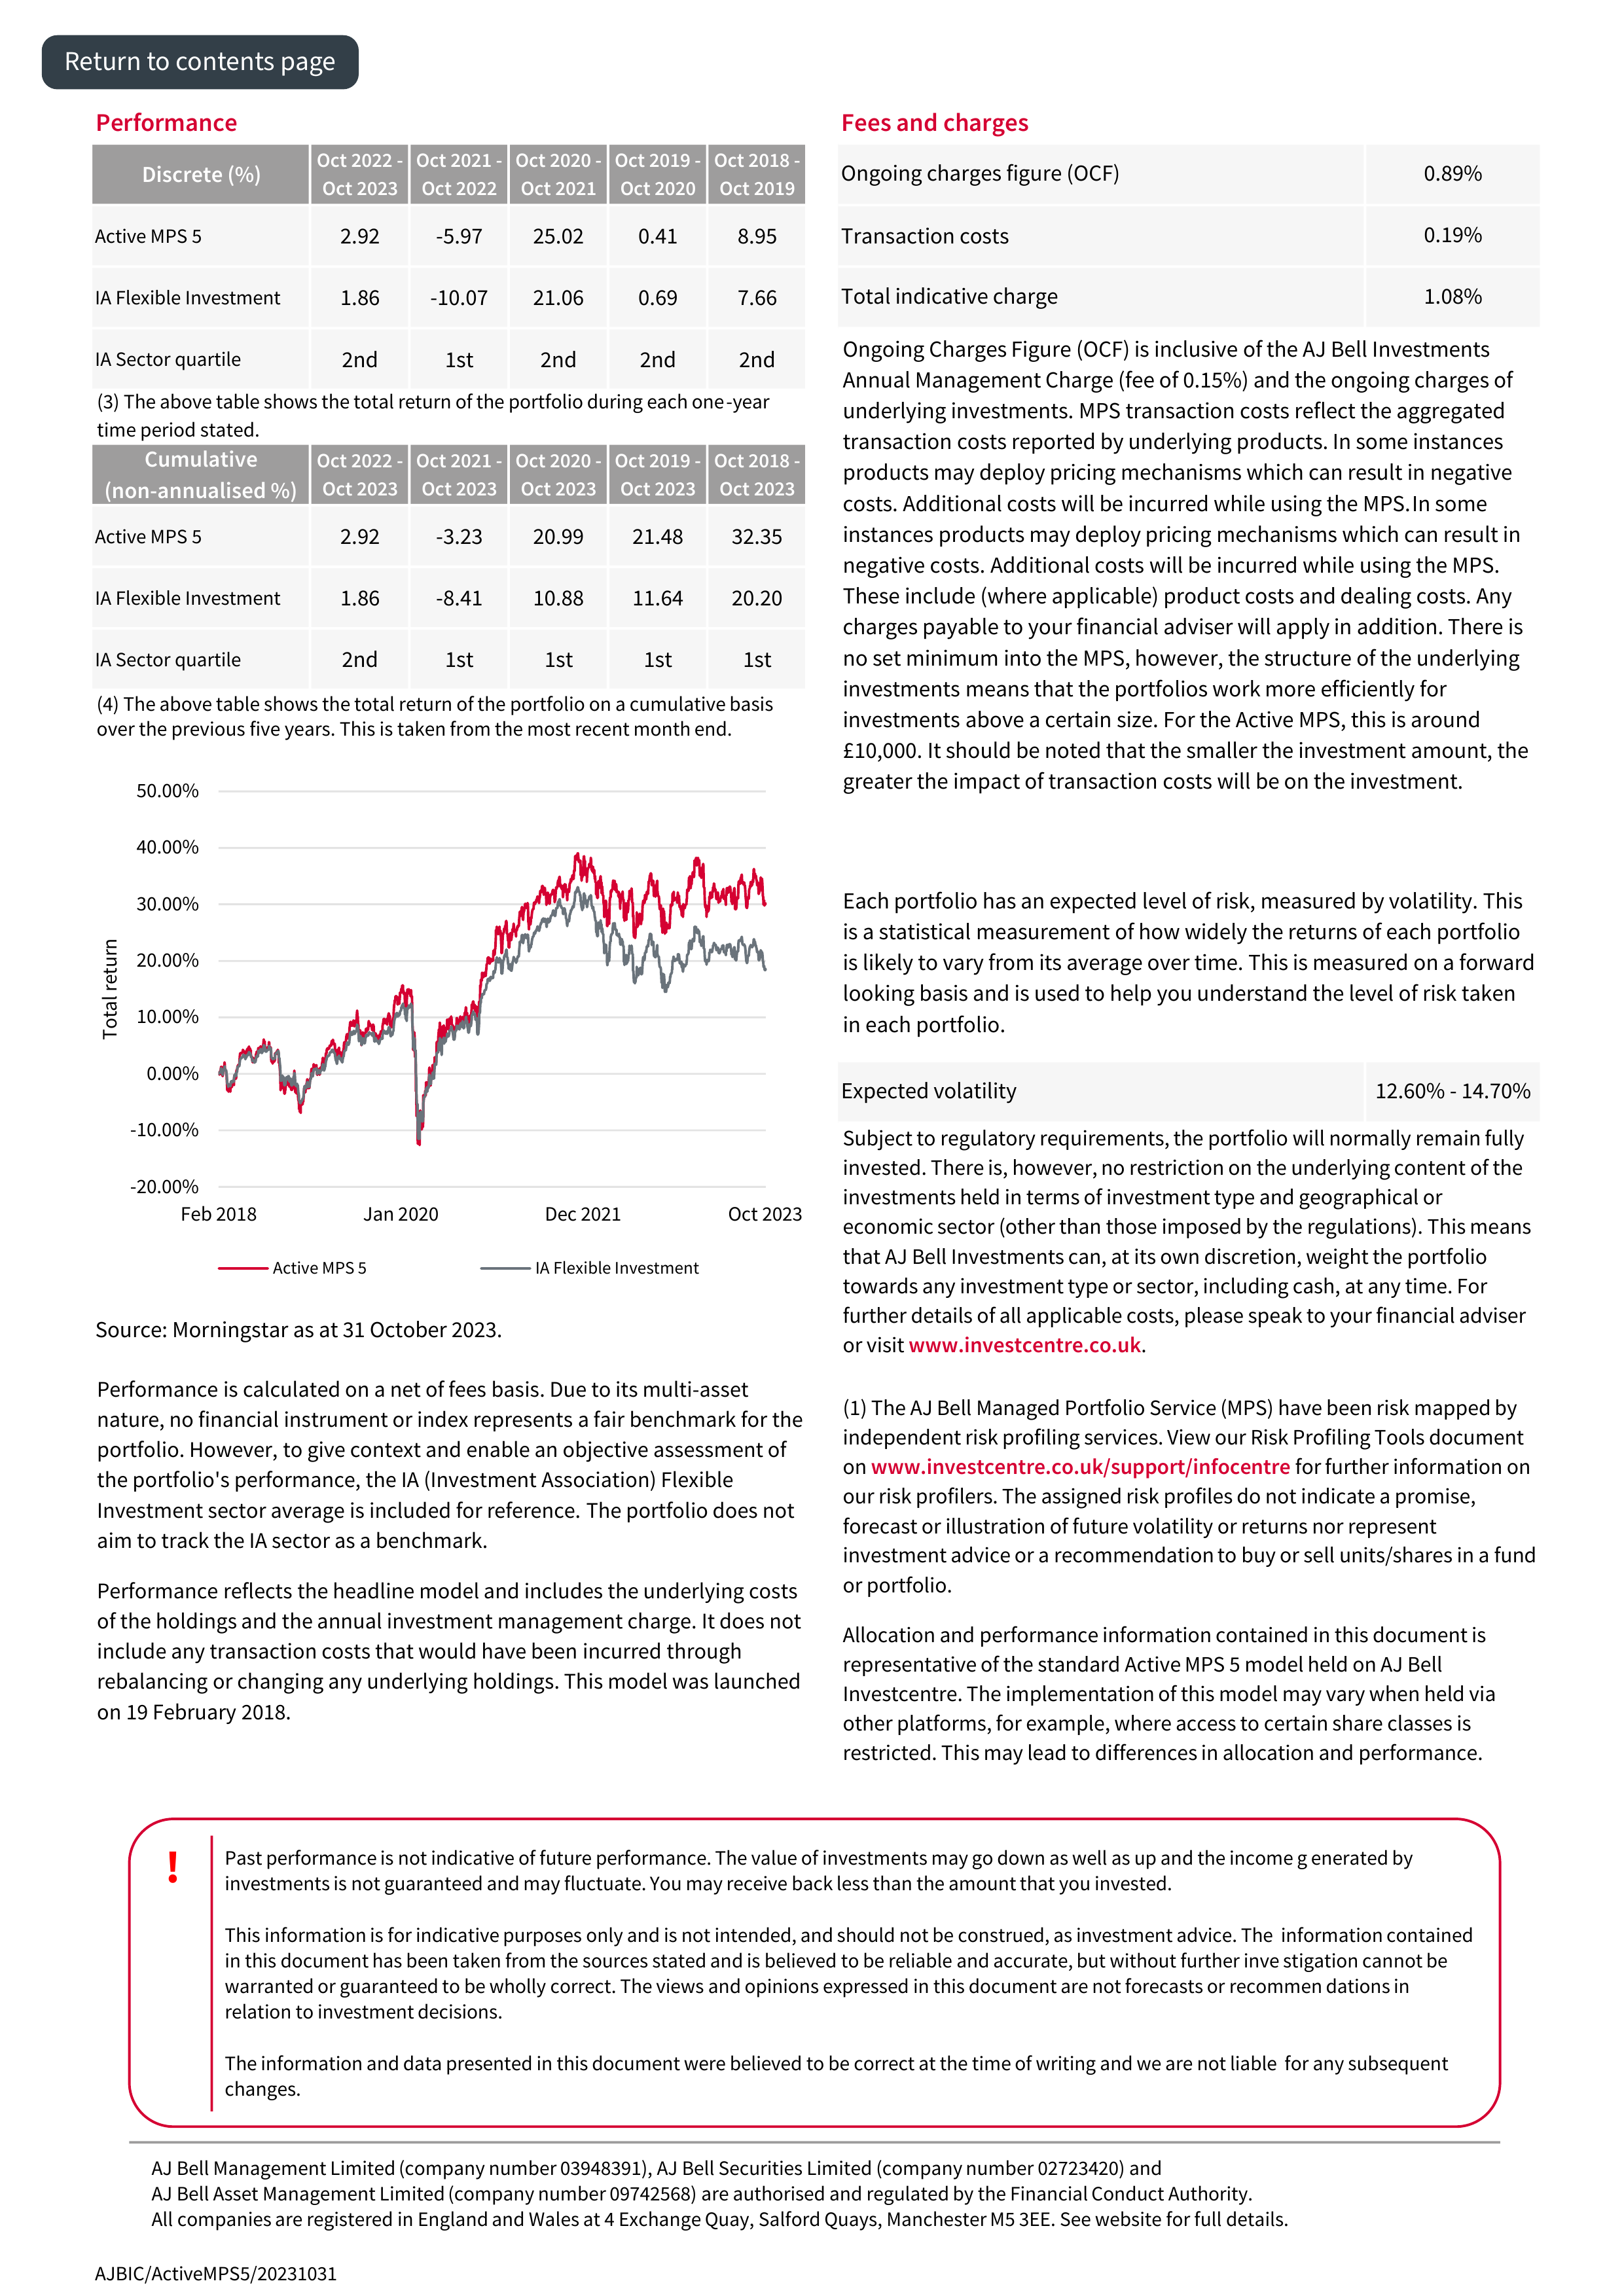 Return to contents page
Performance
Discrete (%) Oct 2022 - Oct 2023 Oct 2021 - Oct 2022 Oct 2020 - Oct 2021 Oct 2019 - Oct 2020 Oct 2018 - Oct 2019
Active MPS 5 2.92 -5.97 25.02 0.41 8.95
IA Flexible Investment 1.86 -10.07 21.06 0.69 7.66
IA Sector quartile 2nd 1st 2nd 2nd 2nd
(3) The above table shows the total return of the portfolio during each one-year
time period stated.
Cumulative (non-annualised %) Oct 2022 - Oct 2023 Oct 2021 - Oct 2023 Oct 2020 - Oct 2023 Oct 2019 - Oct 2023 Oct 2018 - Oct 2023
Active MPS 5 2.92 -3.23 20.99 21.48 32.35
IA Flexible Investment 1.86 -8.41 10.88 11.64 20.20
IA Sector quartile 2nd 1st 1st 1st 1st
(4) The above table shows the total return of the portfolio on a cumulative basis
over the previous five years. This is taken from the most recent month end.
Total return
50.00%
40.00%
30.00%
20.00%
10.00%
0.00%
-10.00%
-20.00%
Feb 2018 Jan 2020 Dec 2021 Oct 2023
Active MPS 5 IA Flexible Investment
Source: Morningstar as at 31 October 2023.
Performance is calculated on a net of fees basis. Due to its multi-asset
nature, no financial instrument or index represents a fair benchmark for the
portfolio. However, to give context and enable an objective assessment of
the portfolio's performance, the IA (Investment Association) Flexible
Investment sector average is included for reference. The portfolio does not
aim to track the IA sector as a benchmark.
Performance reflects the headline model and includes the underlying costs
of the holdings and the annual investment management charge. It does not
include any transaction costs that would have been incurred through
rebalancing or changing any underlying holdings. This model was launched
on 19 February 2018.
Fees and charges
Ongoing charges figure (OCF) 0.89%
Transaction costs 0.19%
Total indicative charge 1.08%
Ongoing Charges Figure (OCF) is inclusive of the AJ Bell Investments
Annual Management Charge (fee of 0.15%) and the ongoing charges of
underlying investments. MPS transaction costs reflect the aggregated
transaction costs reported by underlying products. In some instances
products may deploy pricing mechanisms which can result in negative
costs. Additional costs will be incurred while using the MPS.In some
instances products may deploy pricing mechanisms which can result in
negative costs. Additional costs will be incurred while using the MPS.
These include (where applicable) product costs and dealing costs. Any
charges payable to your financial adviser will apply in addition. There is
no set minimum into the MPS, however, the structure of the underlying
investments means that the portfolios work more efficiently for
investments above a certain size. For the Active MPS, this is around
£10,000. It should be noted that the smaller the investment amount, the
greater the impact of transaction costs will be on the investment.
Each portfolio has an expected level of risk, measured by volatility. This
is a statistical measurement of how widely the returns of each portfolio
is likely to vary from its average over time. This is measured on a forward
looking basis and is used to help you understand the level of risk taken
in each portfolio.
Expected volatility 12.60% - 14.70%
Subject to regulatory requirements, the portfolio will normally remain fully
invested. There is, however, no restriction on the underlying content of the
investments held in terms of investment type and geographical or
economic sector (other than those imposed by the regulations). This means
that AJ Bell Investments can, at its own discretion, weight the portfolio
towards any investment type or sector, including cash, at any time. For
further details of all applicable costs, please speak to your financial adviser
or visit www.investcentre.co.uk.
(1) The AJ Bell Managed Portfolio Service (MPS) have been risk mapped by
independent risk profiling services. View our Risk Profiling Tools document
on www.investcentre.co.uk/support/infocentre for further information on
our risk profilers. The assigned risk profiles do not indicate a promise,
forecast or illustration of future volatility or returns nor represent
investment advice or a recommendation to buy or sell units/shares in a fund
or portfolio.
Allocation and performance information contained in this document is
representative of the standard Active MPS 5 model held on AJ Bell
Investcentre. The implementation of this model may vary when held via
other platforms, for example, where access to certain share classes is
restricted. This may lead to differences in allocation and performance.
!
Past performance is not indicative of future performance. The value of investments may go down as well as up and the income g enerated by
investments is not guaranteed and may fluctuate. You may receive back less than the amount that you invested.
This information is for indicative purposes only and is not intended, and should not be construed, as investment advice. The information contained
in this document has been taken from the sources stated and is believed to be reliable and accurate, but without further inve stigation cannot be
warranted or guaranteed to be wholly correct. The views and opinions expressed in this document are not forecasts or recommen dations in
relation to investment decisions.
The information and data presented in this document were believed to be correct at the time of writing and we are not liable for any subsequent
changes.
AJ Bell Management Limited (company number 03948391), AJ Bell Securities Limited (company number 02723420) and
AJ Bell Asset Management Limited (company number 09742568) are authorised and regulated by the Financial Conduct Authority.
All companies are registered in England and Wales at 4 Exchange Quay, Salford Quays, Manchester M5 3EE. See website for full details.
AJBIC/ActiveMPS5/20231031